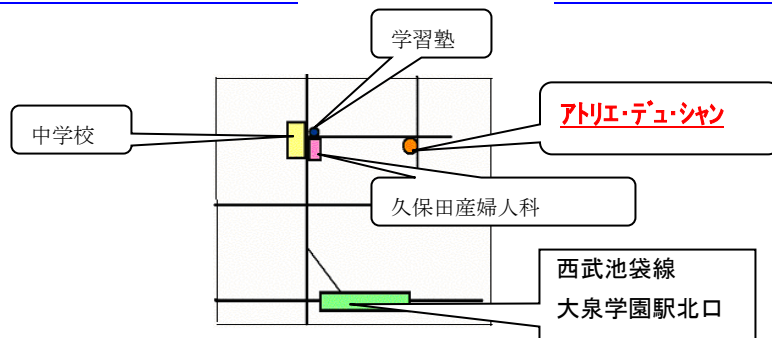 学習塾
中学校
アトリエ・デュ・シャン
久保田産婦人科
西武池袋線
大泉学園駅北口